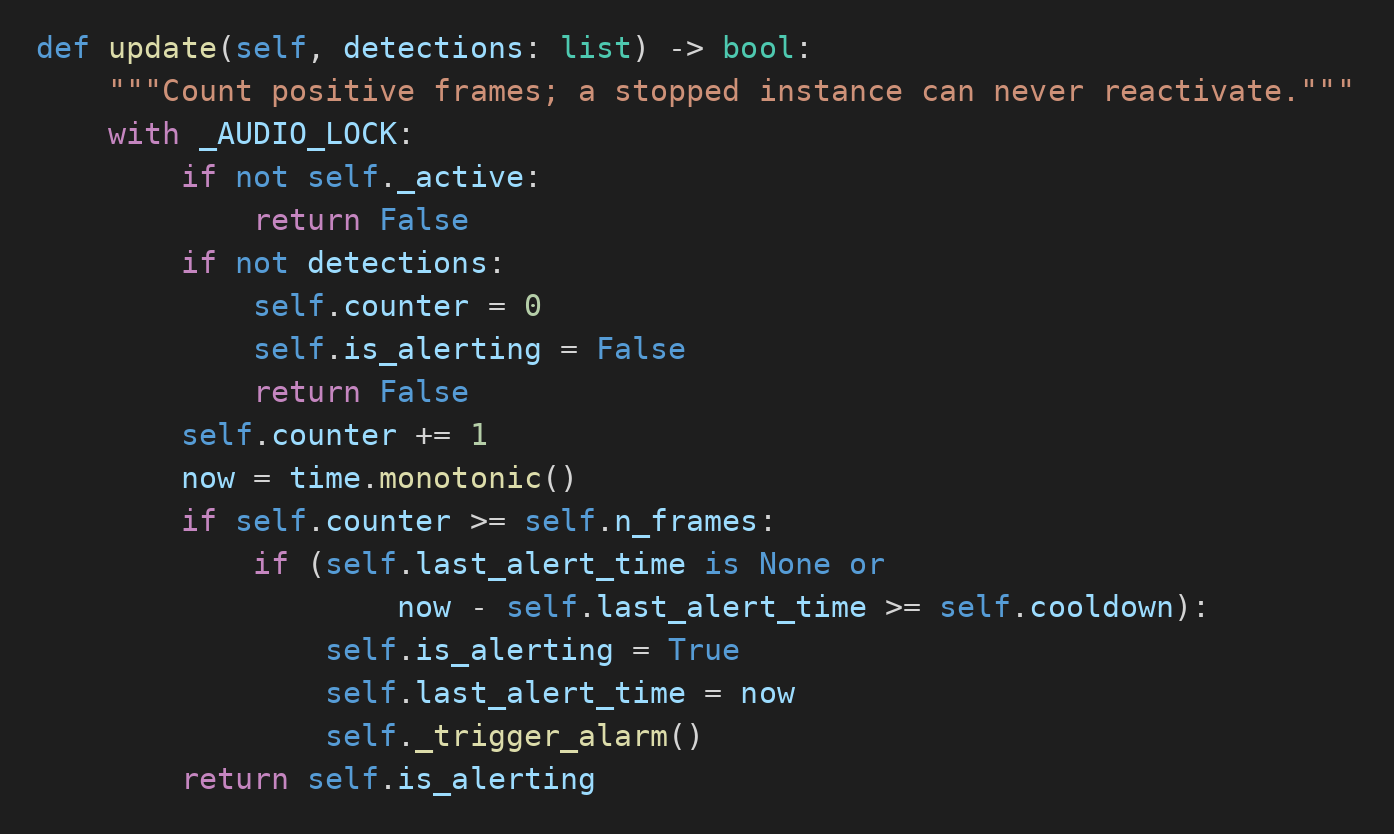 def update(self, detections: list) -> bool:
    """Count positive frames; a stopped instance can never reactivate."""
    with _AUDIO_LOCK:
        if not self._active:
            return False
        if not detections:
            self.counter = 0
            self.is_alerting = False
            return False
        self.counter += 1
        now = time.monotonic()
        if self.counter >= self.n_frames:
            if (self.last_alert_time is None or
                    now - self.last_alert_time >= self.cooldown):
                self.is_alerting = True
                self.last_alert_time = now
                self._trigger_alarm()
        return self.is_alerting